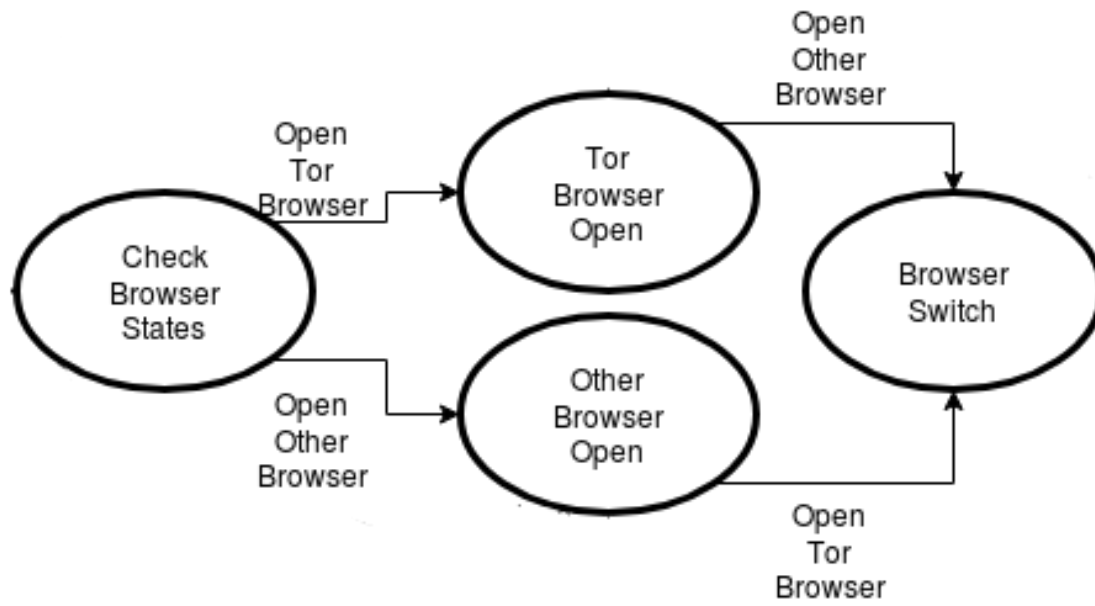 Open
Other
Browser
Open
Tor
Browser
Tor
Browser
Open
Check
Browser
States
Browser
Switch
Other
Browser
Open
Open
Other
Browser
Open
Tor
Browser